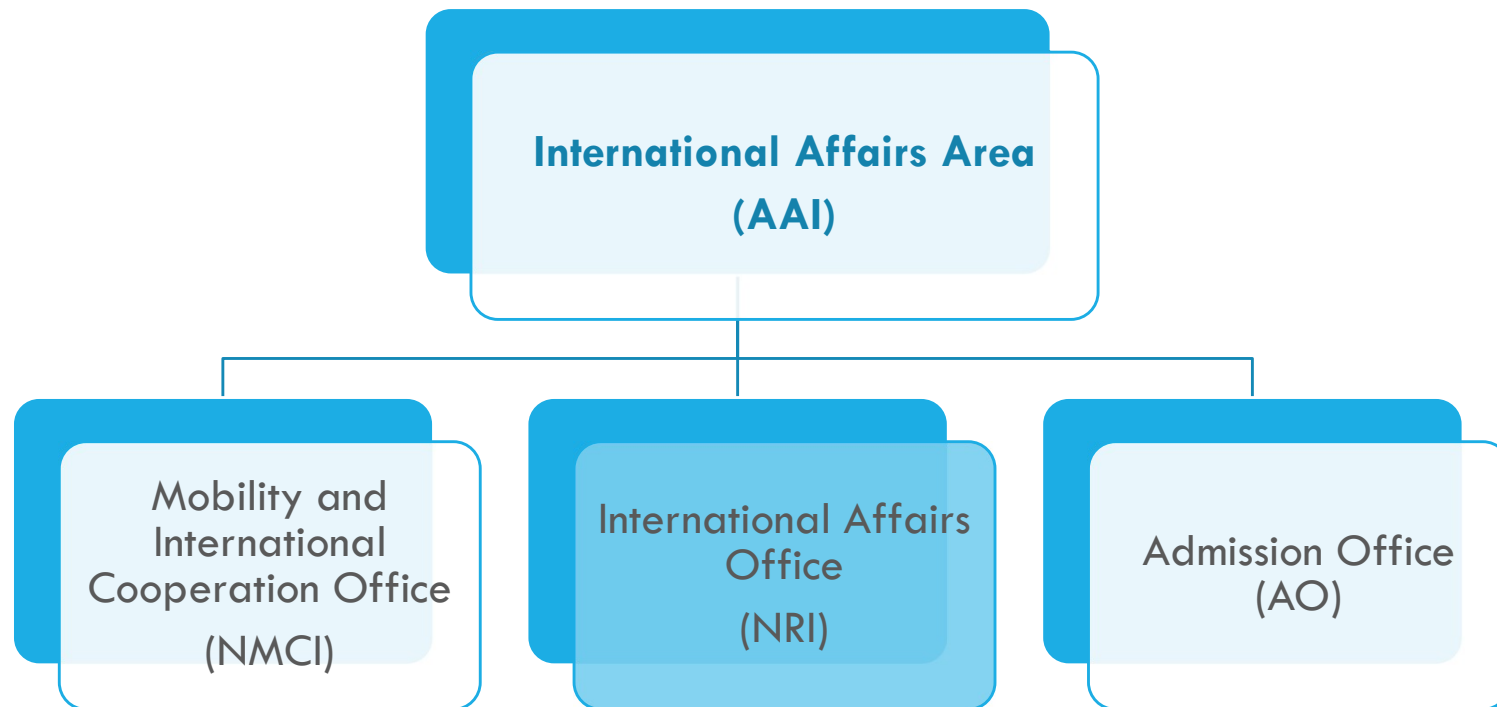 International Affairs Area
(AAI)
Mobility and
International
Cooperation Office
(NMCI)
International Affairs
Office
(NRI)
Admission Office
(AO)